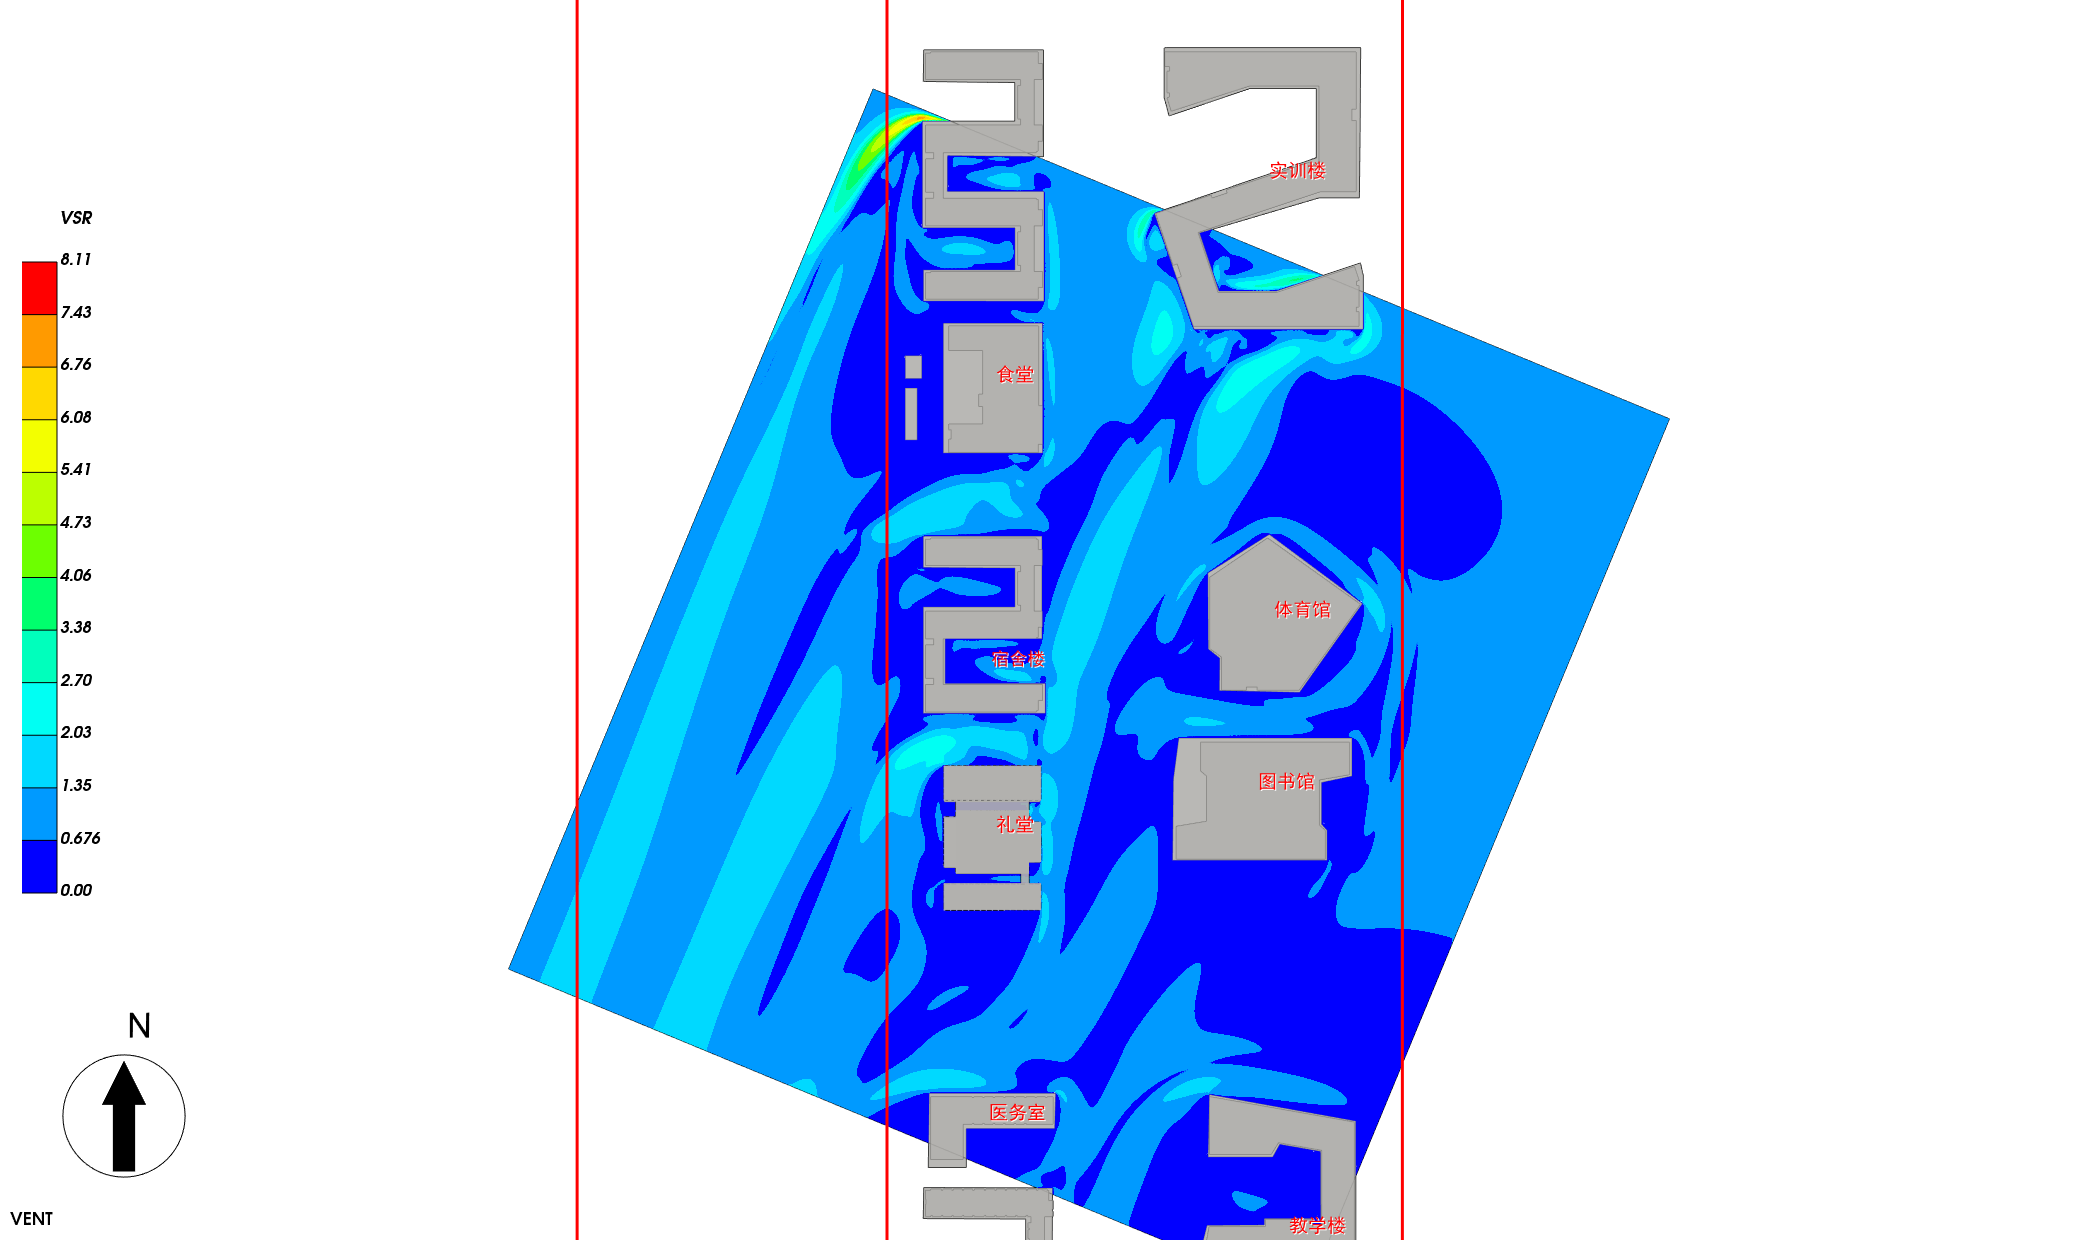 VSR
8.11
7.43
6.76
6.08
5.41
4.73
4.06
3.38
2.70
2.03
1.35
0.676
0.00
实训楼
食堂
体育馆
宿舍楼
图书馆
礼堂
医务室
教学楼
N
VENT